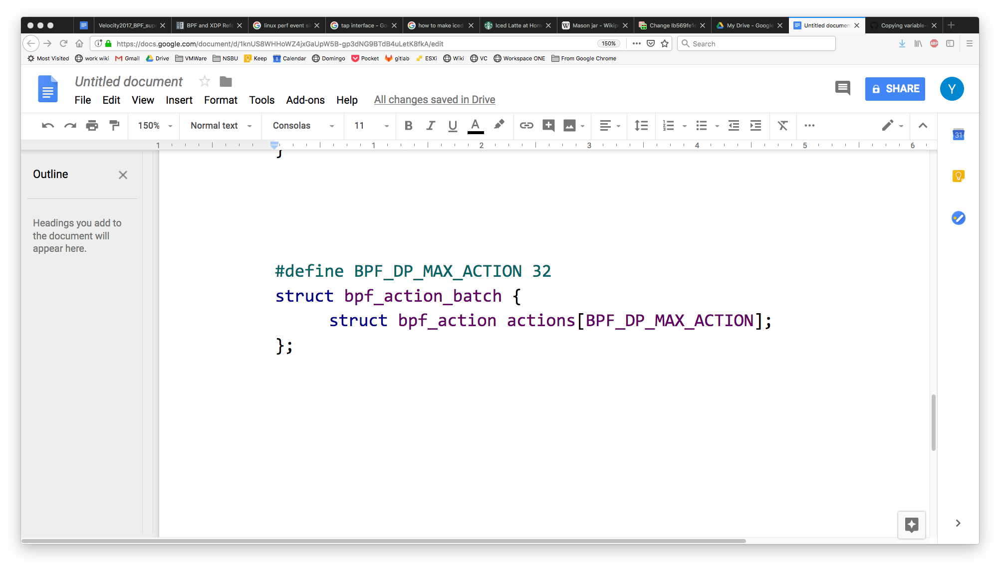 Velocity2017_BPF_sup
BPF and XDP Refe
linux perf event si
tap interface - Go
how to make iced
Iced Latte at Hom
Mason jar - Wikip
Change Ib569fe1e
My Drive - Google
Untitled document
Copying variable-
https://docs.google.com/document/d/1knUS8WHHoWZ4jxGaUpW5B-gp3dNG9BTdB4uLetK8fkA/edit
150%
Search
ABP
Most Visited work wiki Gmail Drive VMWare NSBU Keep 8 Calendar Domingo Pocket gitlab ESXi Wiki VC Workspace ONE From Google Chrome
Untitled document
SHARE
Y
File Edit View Insert Format Tools Add-ons Help All changes saved in Drive
150% Normal text Consolas 11 B I U A
31
1 1 2 3 4 5 6
}
Outline
Headings you add to
the document will
appear here.
#define BPF_DP_MAX_ACTION 32
struct bpf_action_batch {
struct bpf_action actions[BPF_DP_MAX_ACTION];
};